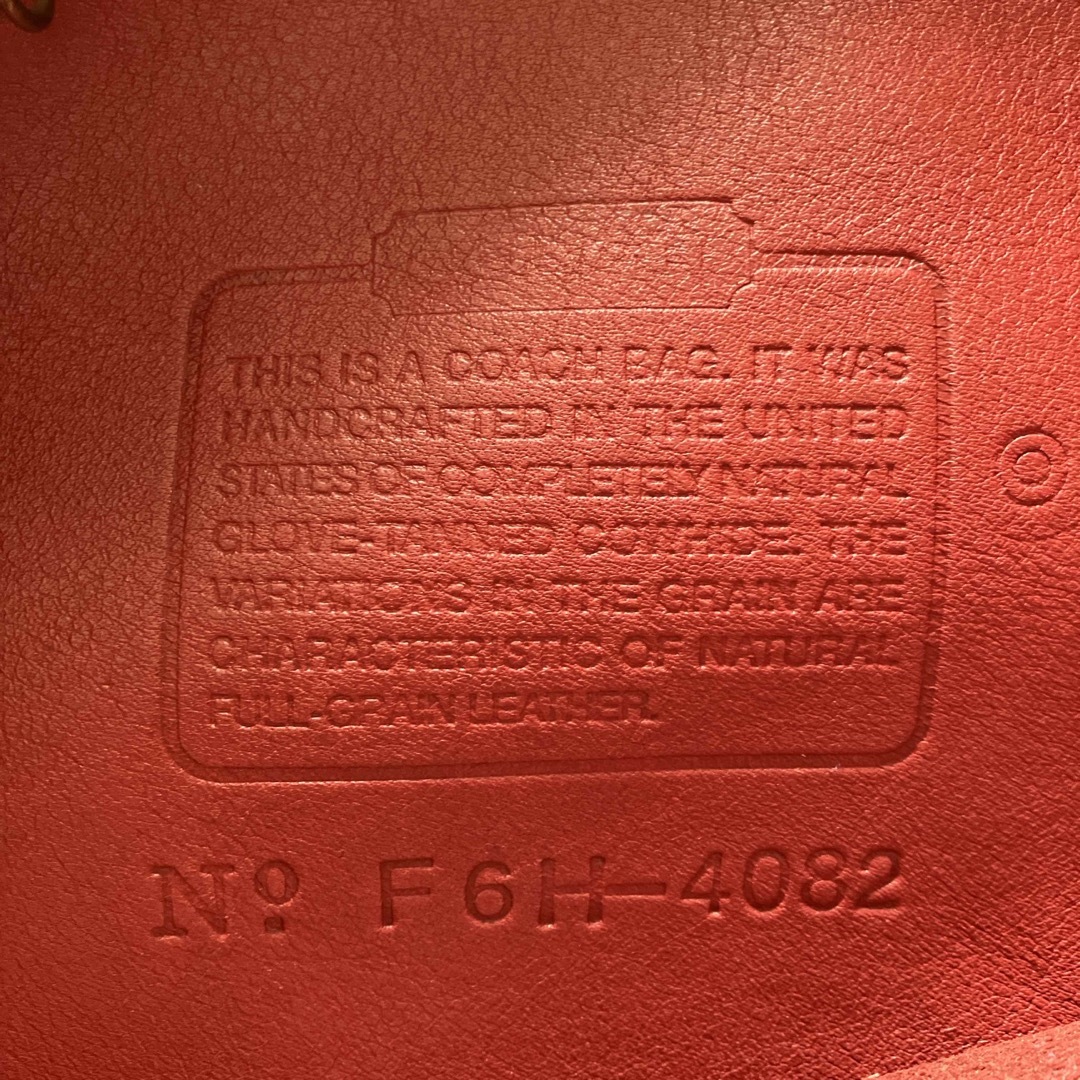 THIS IS A COACH BAG. IT WAS
HANDCRAFTED IN THE UNITED
STATES OF COMPLETELY NATURAL
GLOVE-TANNED COWHIDE. THE
VARIATIONS IN THE GRAIN ARE
CHARACTERISTIC OF NATURAL
FULL-GRAIN LEATHER.
Nº F6H-4082